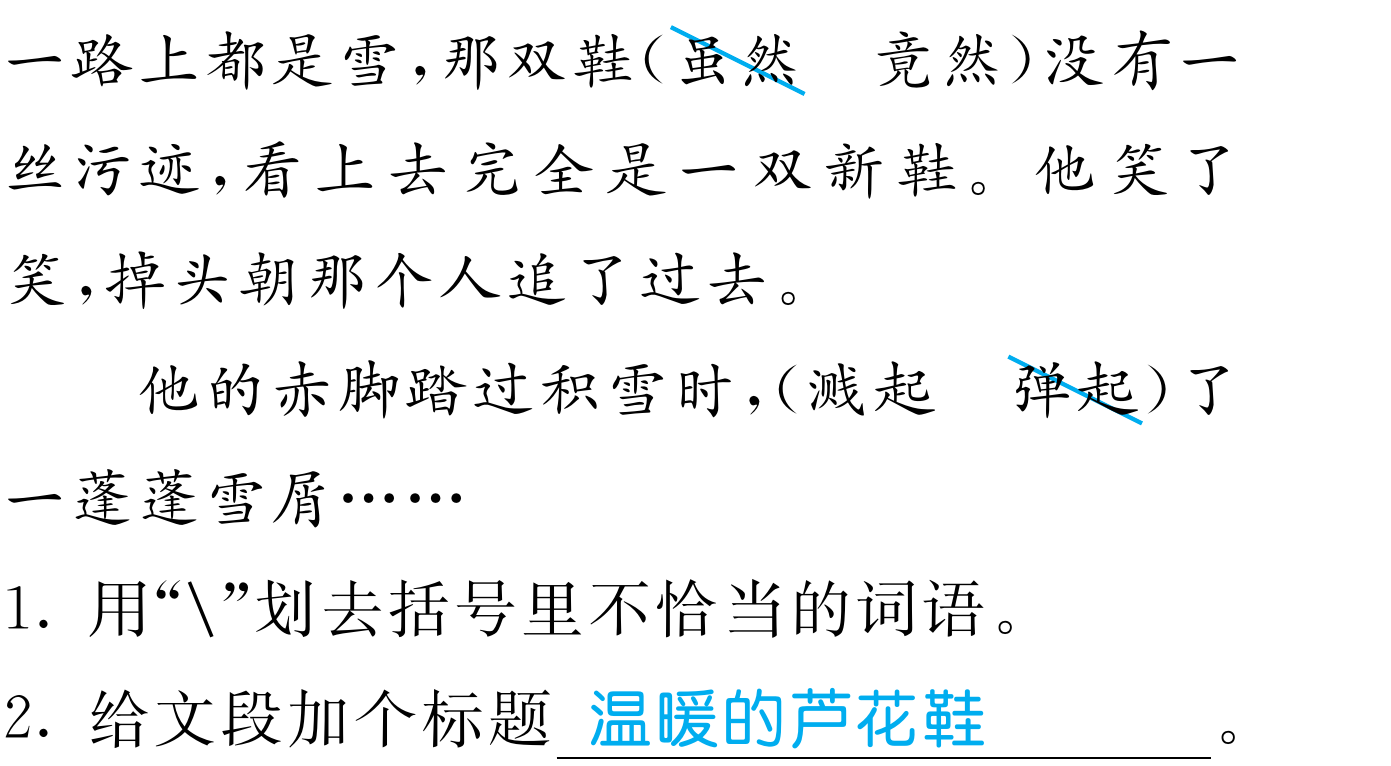 一路上都是雪,那双鞋(虽然 竟然)没有一
丝污迹,看上去完全是一双新鞋。他笑了
笑,掉头朝那个人追了过去。
他的赤脚踏过积雪时,(溅起 弹起)了
一蓬蓬雪屑……
1. 用“\”划去括号里不恰当的词语。
2. 给文段加个标题 温暖的芦花鞋 。